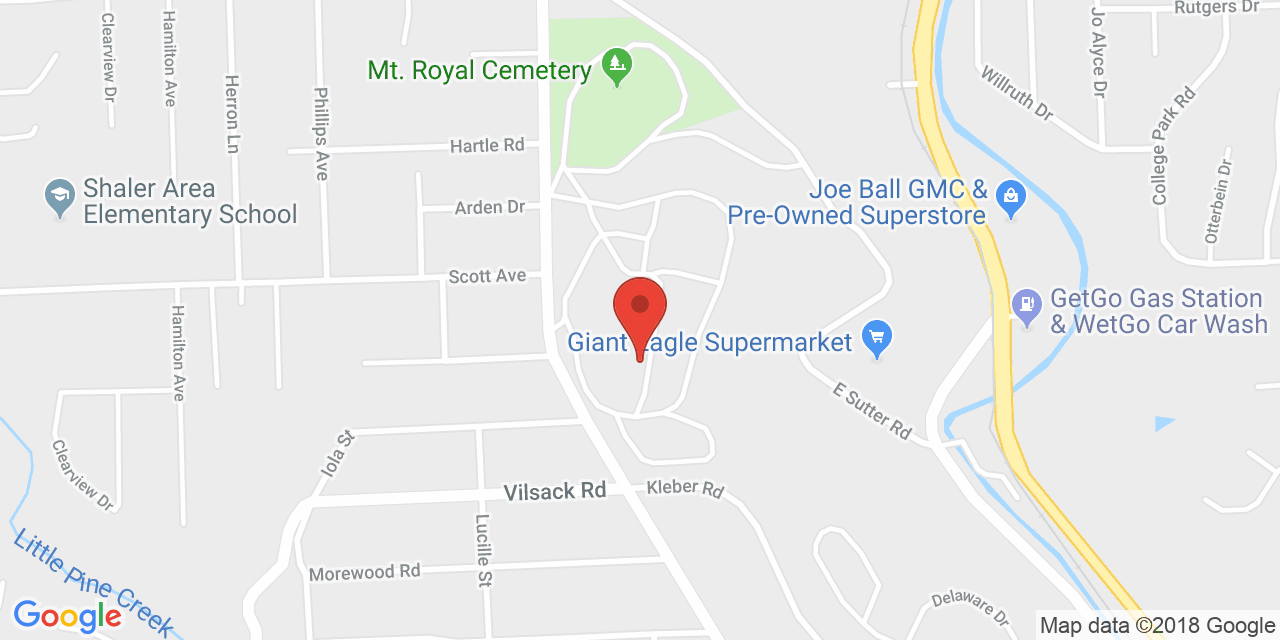 Rutgers Dr
Clearview Dr
Hamilton Ave
Herron Ln
Phillips Ave
Mt. Royal Cemetery
Willruth Dr
Jo Alyce Dr
College Park Rd
Otterbein Dr
Hartle Rd
Shaler Area
Elementary School
Arden Dr
Joe Ball GMC &
Pre-Owned Superstore
Scott Ave
GetGo Gas Station
& WetGo Car Wash
Hamilton Ave
Giant Eagle Supermarket
E Sutter Rd
Clearview Dr
Iola St
Vilsack Rd
Kleber Rd
Lucille St
Little Pine Creek
Morewood Rd
Delaware Dr
Google
Map data ©2018 Google